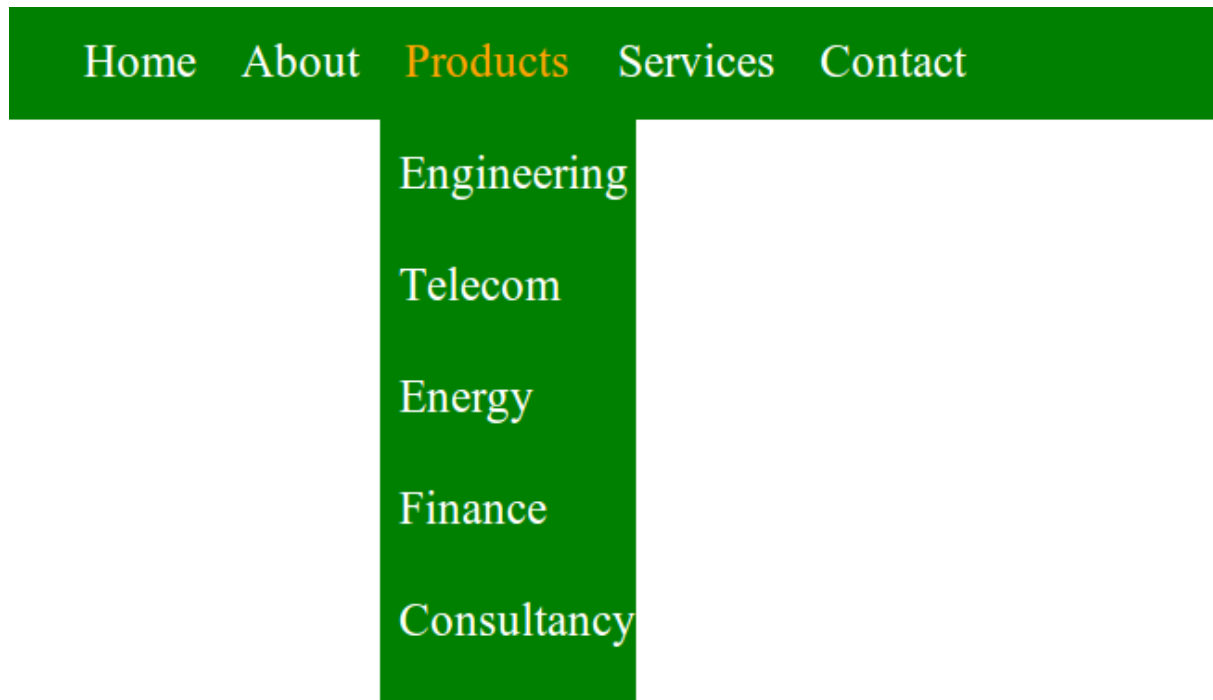 Home About Products Services Contact
Engineering
Telecom
Energy
Finance
Consultancy